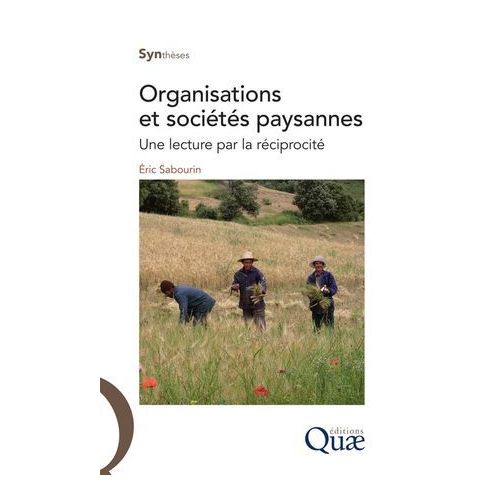 Synthèses
Organisations
et sociétés paysannes
Une lecture par la réciprocité
Éric Sabourin
éditions
Quæ